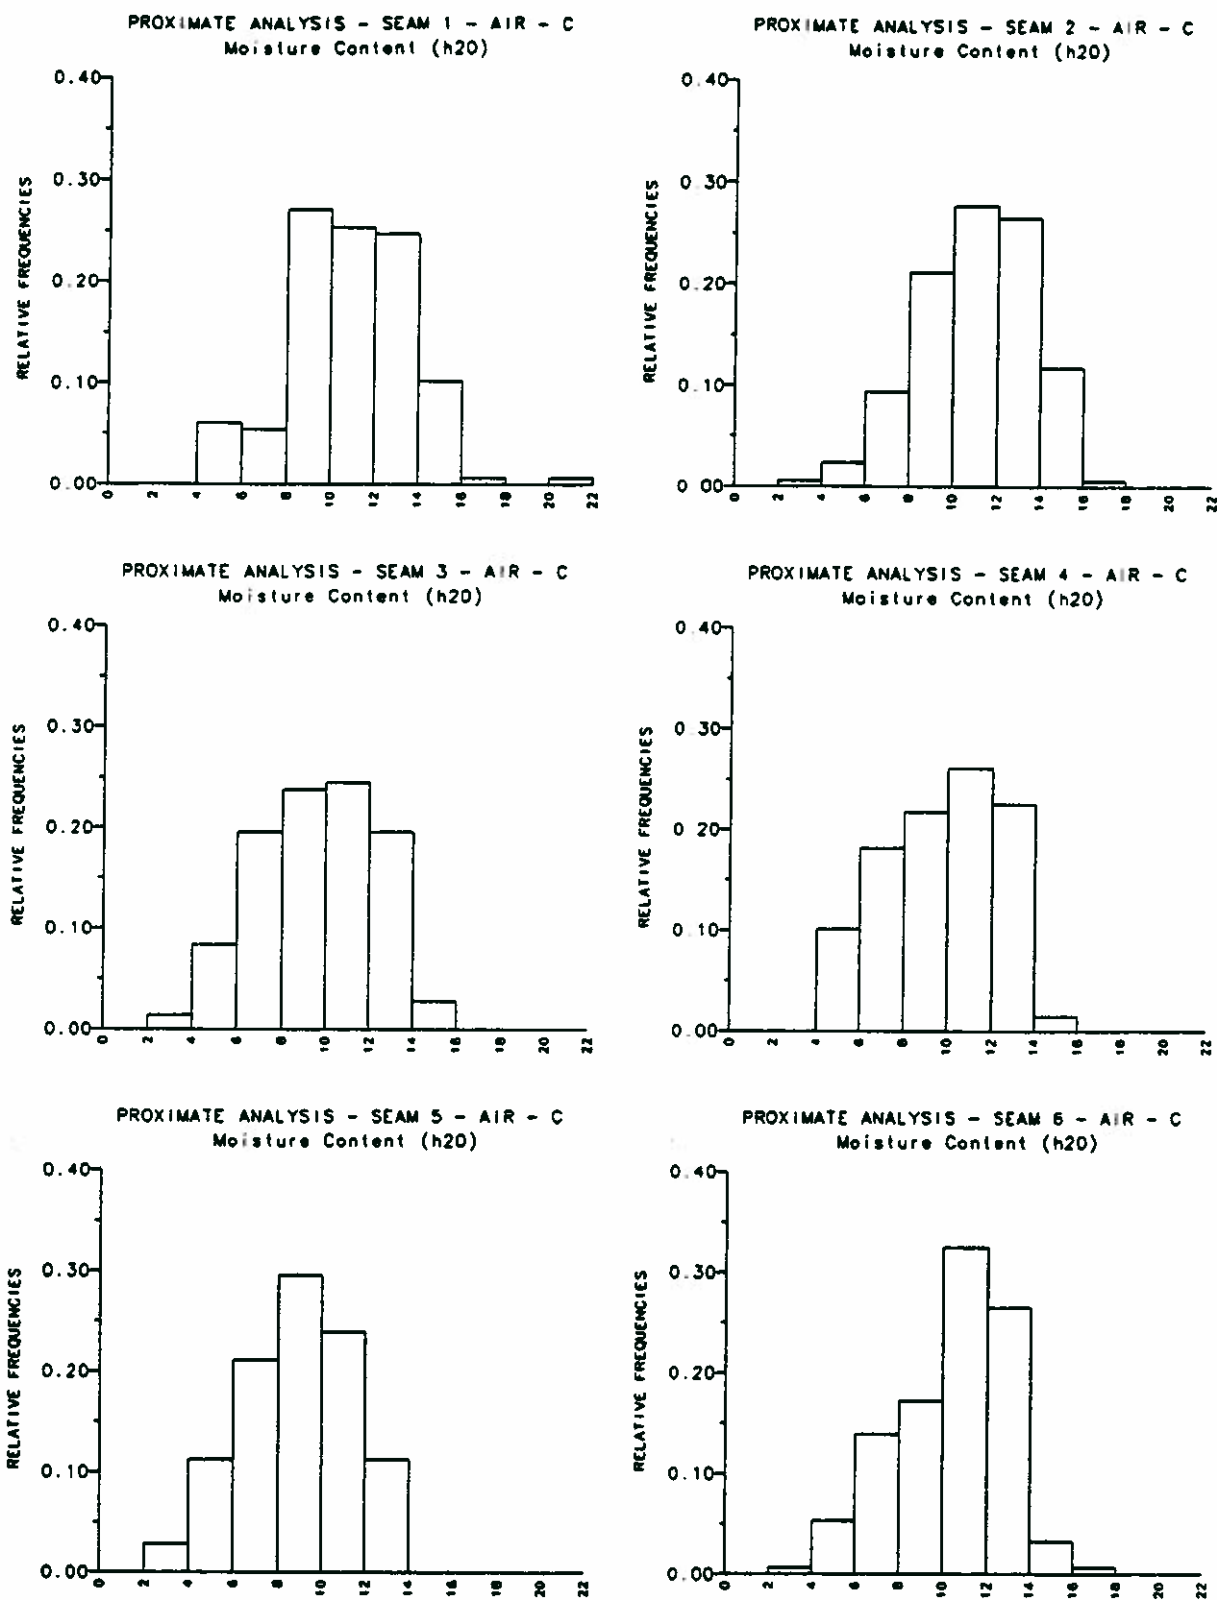 PROXIMATE ANALYSIS - SEAM 1 - AIR - C
Moisture Content (h20)
0.40
0.30
0.20
0.10
0.00
RELATIVE FREQUENCIES
0 2 4 6 8 10 12 14 16 18 20 22
PROXIMATE ANALYSIS - SEAM 2 - AIR - C
Moisture Content (h20)
0.40
0.30
0.20
0.10
0 00
RELATIVE FREQUENCIES
0 2 4 6 8 10 12 14 16 18 20 22
PROXIMATE ANALYSIS - SEAM 3 - AIR - C
Moisture Content (h20)
0.40
0.30
0.20
0.10
0.00
RELATIVE FREQUENCIES
0 2 4 6 8 10 12 14 16 18 20 22
PROXIMATE ANALYSIS - SEAM 4 - AIR - C
Moisture Content (h20)
0.40
0.30
0 20
0.10
0.00
RELATIVE FREQUENCIES
0 2 4 6 8 10 12 14 16 18 20 22
PROXIMATE ANALYSIS - SEAM 5 - AIR - C
Moisture Content (h20)
0.40
0.30
0.20
0.10
0.00
RELATIVE FREQUENCIES
0 2 4 6 8 10 12 14 16 18 20 22
PROXIMATE ANALYSIS - SEAM 6 - AIR - C
Moisture Content (h20)
0.40
0.30
0.20
0.10
0.00
RELATIVE FREQUENCIES
0 2 4 6 8 10 12 14 16 18 20 22